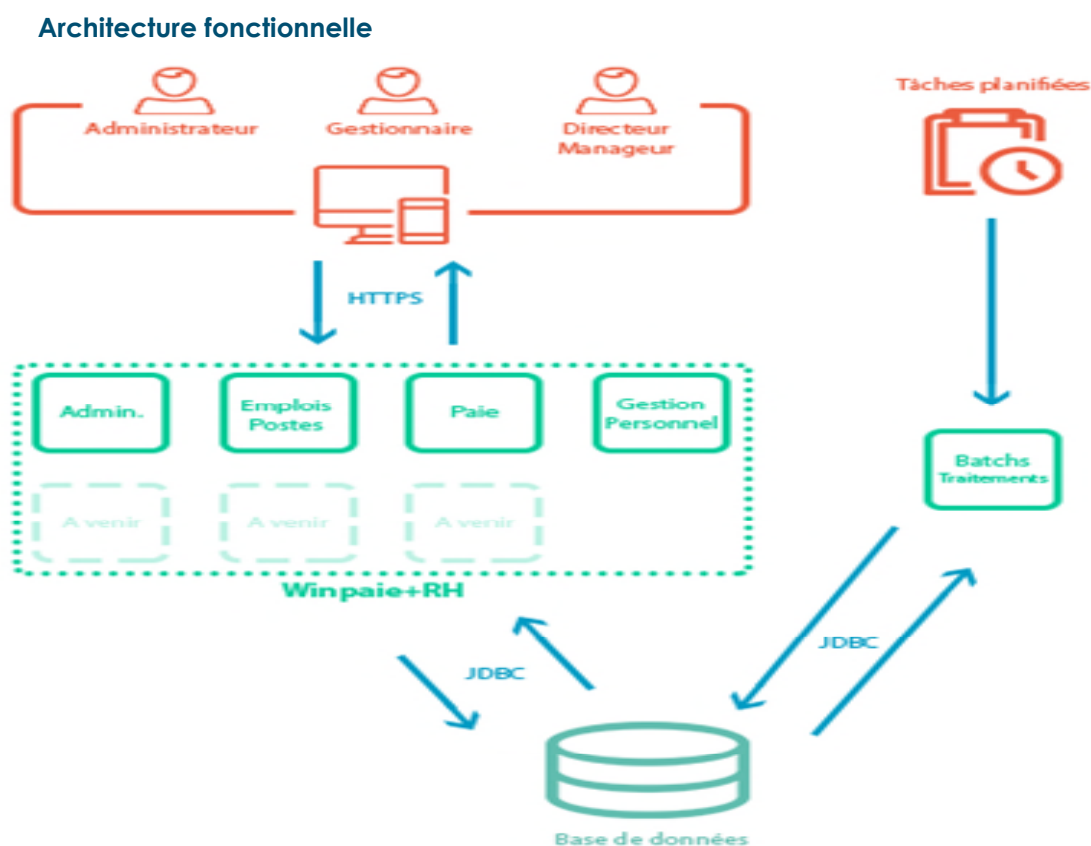 Architecture fonctionnelle
Tâches planifiées
Administrateur
Gestionnaire
Directeur
Manageur
HTTPS
Admin.
Emplois
Postes
Paie
Gestion
Personnel
Batchs
Traitements
A venir
A venir
A venir
Winpaie+RH
JDBC
JDBC
Base de données